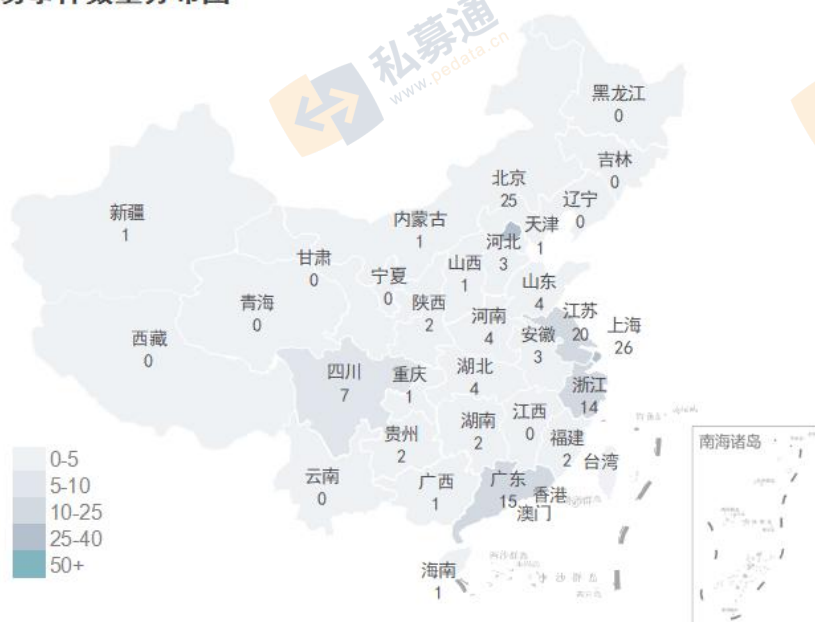 私募通
www.pedata.cn
黑龙江
0
吉林
0
辽宁
0
北京
25
天津
1
内蒙古
1
河北
3
新疆
1
甘肃
0
宁夏
0
山西
1
山东
4
青海
0
陕西
2
河南
4
江苏
20
上海
26
安徽
3
西藏
0
四川
7
重庆
1
湖北
4
浙江
14
江西
0
湖南
2
贵州
2
福建
2
台湾
云南
0
广西
1
广东
15
香港
澳门
海南
1
南海诸岛
0-5
5-10
10-25
25-40
50+